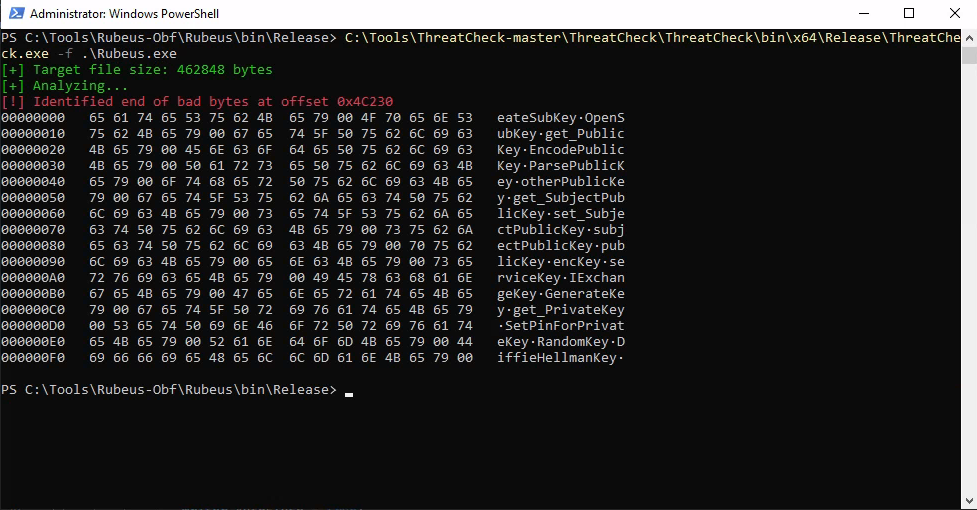 Administrator: Windows PowerShell
PS C:\Tools\Rubeus-Obf\Rubeus\bin\Release> C:\Tools\ThreatCheck-master\ThreatCheck\ThreatCheck\bin\x64\Release\ThreatChe
ck.exe -f .\Rubeus.exe
[+] Target file size: 462848 bytes
[+] Analyzing...
[!] Identified end of bad bytes at offset 0x4C230
00000000   65 61 74 65 53 75 62 4B  65 79 00 4F 70 65 6E 53   eateSubKey·OpenS
00000010   75 62 4B 65 79 00 67 65  74 5F 50 75 62 6C 69 63   ubKey·get_Public
00000020   4B 65 79 00 45 6E 63 6F  64 65 50 75 62 6C 69 63   Key·EncodePublic
00000030   4B 65 79 00 50 61 72 73  65 50 75 62 6C 69 63 4B   Key·ParsePublicK
00000040   65 79 00 6F 74 68 65 72  50 75 62 6C 69 63 4B 65   ey·otherPublicKe
00000050   79 00 67 65 74 5F 53 75  62 6A 65 63 74 50 75 62   y·get_SubjectPub
00000060   6C 69 63 4B 65 79 00 73  65 74 5F 53 75 62 6A 65   licKey·set_Subje
00000070   63 74 50 75 62 6C 69 63  4B 65 79 00 73 75 62 6A   ctPublicKey·subj
00000080   65 63 74 50 75 62 6C 69  63 4B 65 79 00 70 75 62   ectPublicKey·pub
00000090   6C 69 63 4B 65 79 00 65  6E 63 4B 65 79 00 73 65   licKey·encKey·se
000000A0   72 76 69 63 65 4B 65 79  00 49 45 78 63 68 61 6E   rviceKey·IExchan
000000B0   67 65 4B 65 79 00 47 65  6E 65 72 61 74 65 4B 65   geKey·GenerateKe
000000C0   79 00 67 65 74 5F 50 72  69 76 61 74 65 4B 65 79   y·get_PrivateKey
000000D0   00 53 65 74 50 69 6E 46  6F 72 50 72 69 76 61 74   ·SetPinForPrivat
000000E0   65 4B 65 79 00 52 61 6E  64 6F 6D 4B 65 79 00 44   eKey·RandomKey·D
000000F0   69 66 66 69 65 48 65 6C  6C 6D 61 6E 4B 65 79 00   iffieHellmanKey·
PS C:\Tools\Rubeus-Obf\Rubeus\bin\Release>